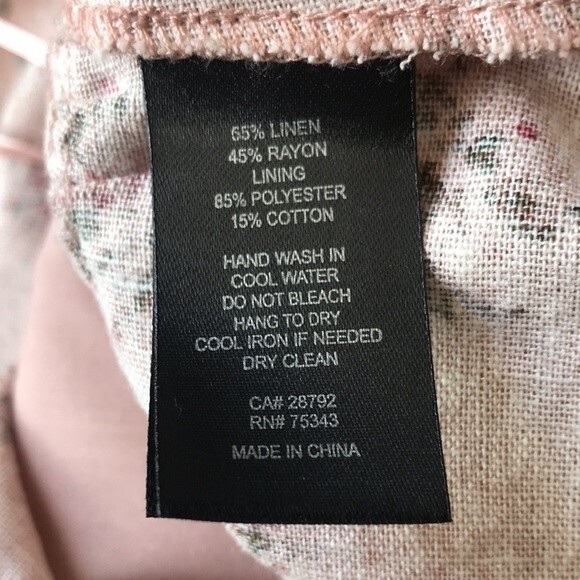 65% LINEN
45% RAYON
LINING
85% POLYESTER
15% COTTON
HAND WASH IN
COOL WATER
DO NOT BLEACH
HANG TO DRY
COOL IRON IF NEEDED
DRY CLEAN
CA# 28792
RN# 75343
MADE IN CHINA